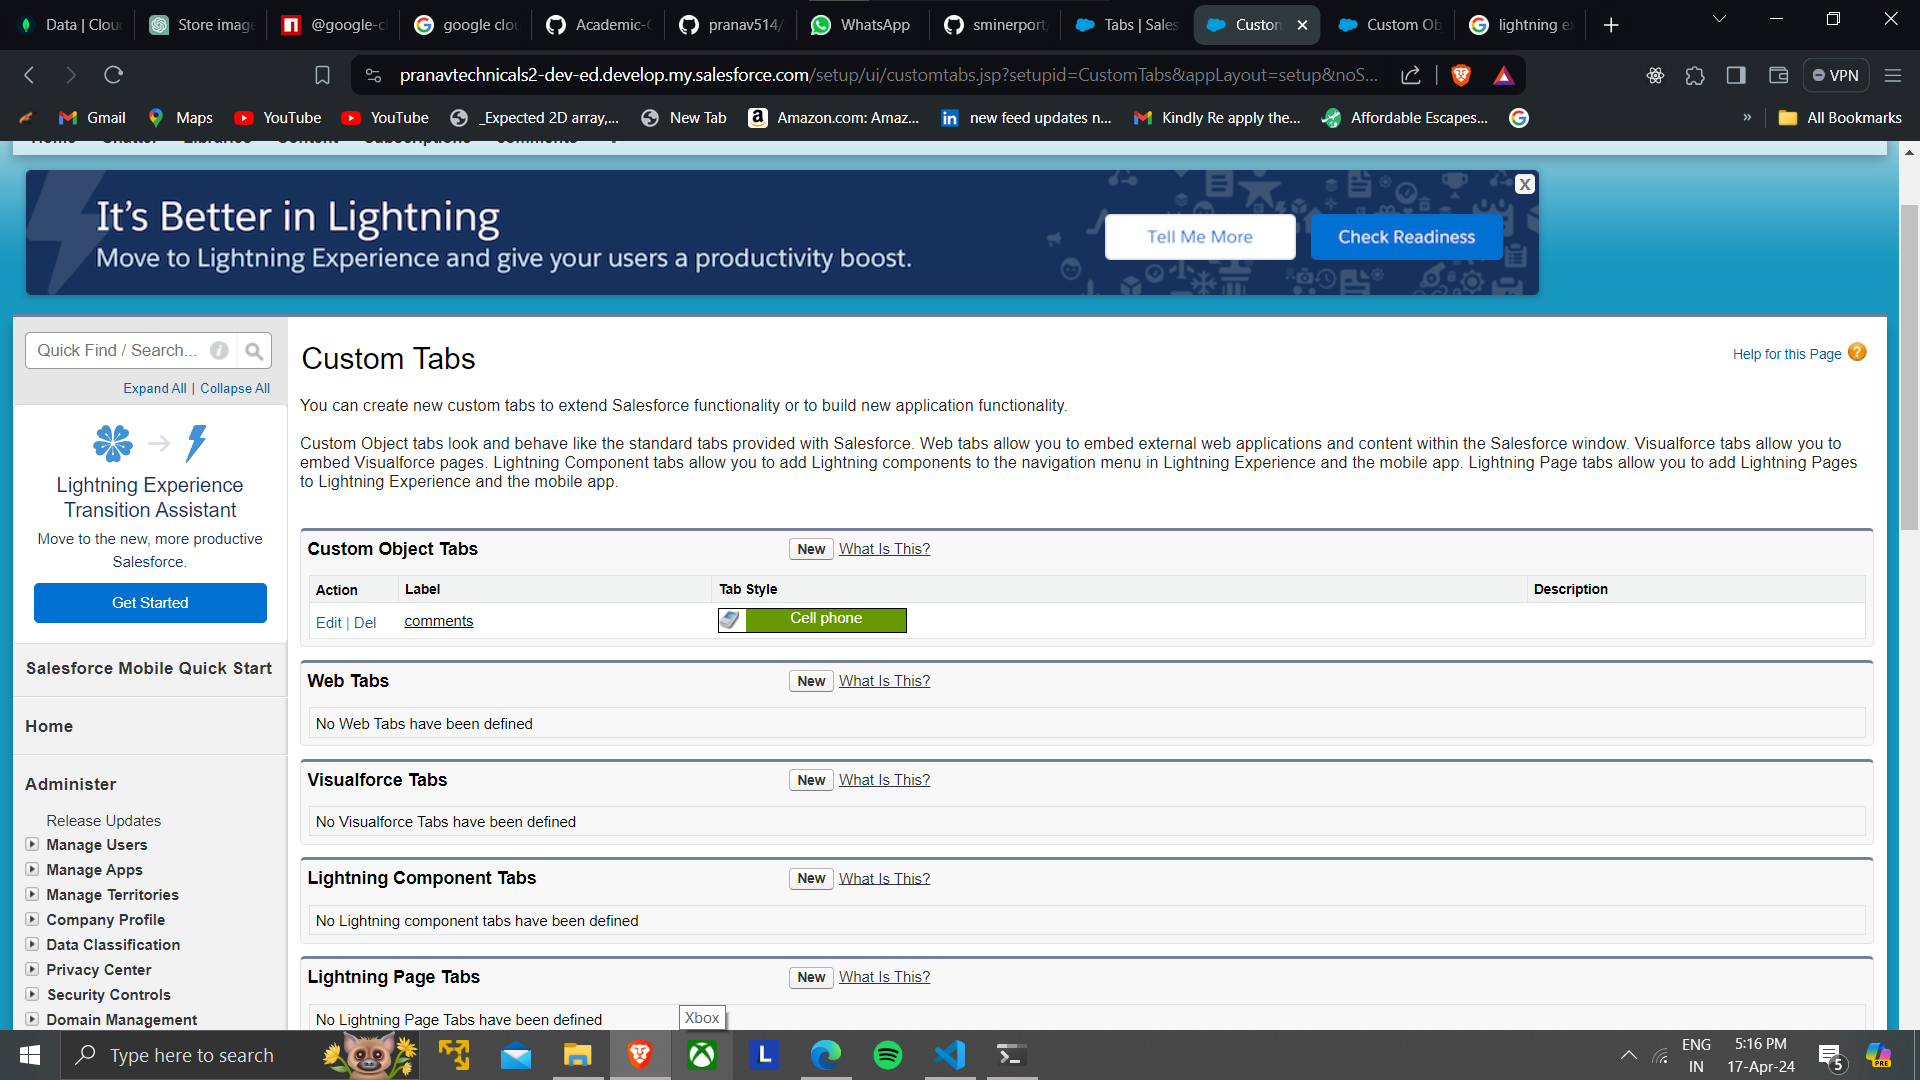 Data | Clou
Store image
@google-cl
google clou
Academic-C
pranav514/
WhatsApp
sminerport
Tabs | Sales
Custon
Custom Ob
lightning ex
pranavtechnicals2-dev-ed.develop.my.salesforce.com/setup/ui/customtabs.jsp?setupid=CustomTabs&appLayout=setup&noS...
VPN
Gmail
Maps
YouTube
YouTube
_Expected 2D array,...
New Tab
Amazon.com: Amaz...
new feed updates n...
Kindly Re apply the...
Affordable Escapes...
» All Bookmarks
Home Chatter Libraries Content Subscriptions comments +
It's Better in Lightning
Move to Lightning Experience and give your users a productivity boost.
Tell Me More
Check Readiness
X
Quick Find / Search...
Expand All | Collapse All
Lightning Experience
Transition Assistant
Move to the new, more productive
Salesforce.
Get Started
Salesforce Mobile Quick Start
Home
Administer
Release Updates
Manage Users
Manage Apps
Manage Territories
Company Profile
Data Classification
Privacy Center
Security Controls
Domain Management
Custom Tabs
Help for this Page ?
You can create new custom tabs to extend Salesforce functionality or to build new application functionality.
Custom Object tabs look and behave like the standard tabs provided with Salesforce. Web tabs allow you to embed external web applications and content within the Salesforce window. Visualforce tabs allow you to
embed Visualforce pages. Lightning Component tabs allow you to add Lightning components to the navigation menu in Lightning Experience and the mobile app. Lightning Page tabs allow you to add Lightning Pages
to Lightning Experience and the mobile app.
Custom Object Tabs New What Is This?
Action Label Tab Style Description
Edit | Del comments Cell phone
Web Tabs New What Is This?
No Web Tabs have been defined
Visualforce Tabs New What Is This?
No Visualforce Tabs have been defined
Lightning Component Tabs New What Is This?
No Lightning component tabs have been defined
Lightning Page Tabs New What Is This?
No Lightning Page Tabs have been defined
Xbox
Type here to search
L
ENG
IN
5:16 PM
17-Apr-24
5
PRE